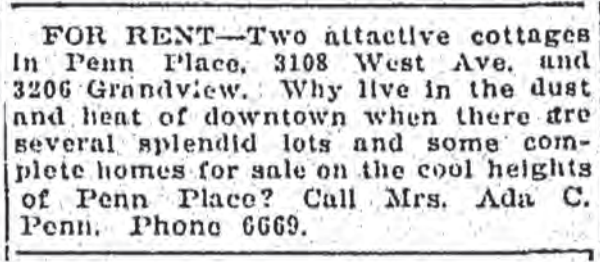 FOR RENT—Two attactive cottages
in Penn Place, 3108 West Ave. and
3206 Grandview. Why live in the dust
and heat of downtown when there are
several splendid lots and some com-
plete homes for sale on the cool heights
of Penn Place? Call Mrs. Ada C.
Penn. Phone 6669.